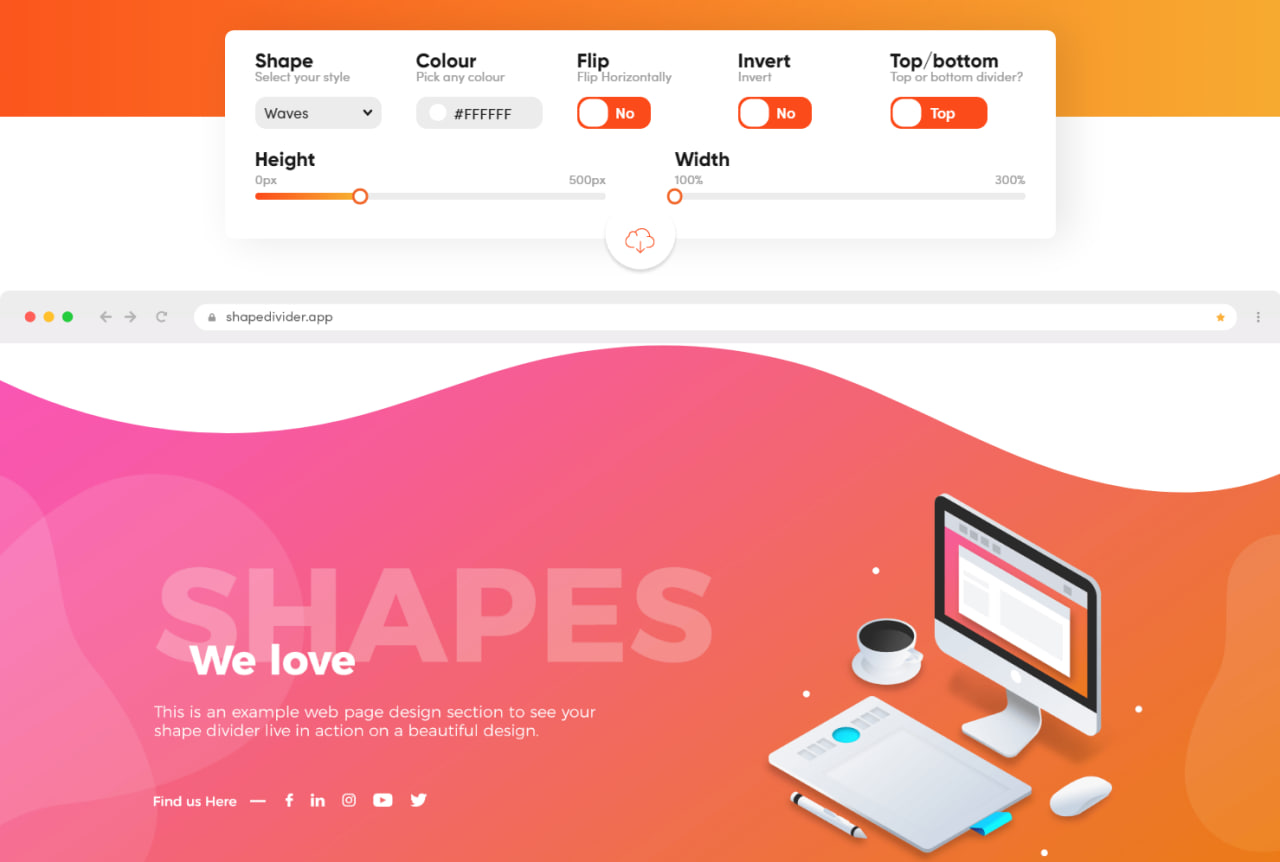 Shape
Select your style
Waves
Colour
Pick any colour
#FFFFFF
Flip
Flip Horizontally
No
Invert
Invert
No
Top/bottom
Top or bottom divider?
Top
Height
0px 500px
Width
100% 300%
shapedivider.app
SHAPES
We love
This is an example web page design section to see your
shape divider live in action on a beautiful design.
Find us Here